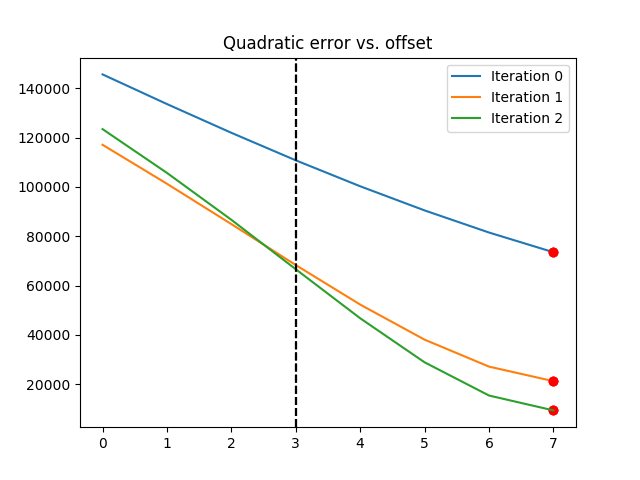 Quadratic error vs. offset
Iteration 0
Iteration 1
Iteration 2
140000
120000
100000
80000
60000
40000
20000
0 1 2 3 4 5 6 7